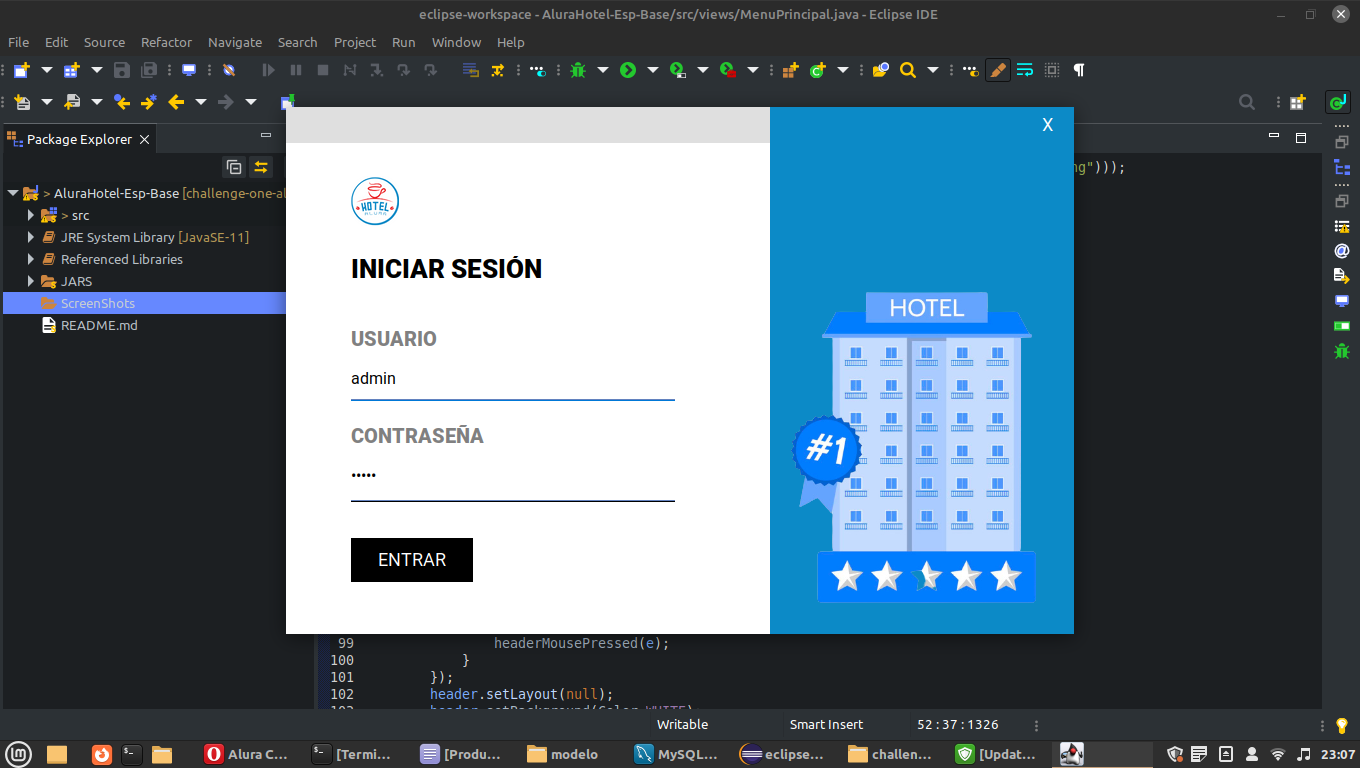 eclipse-workspace - AluraHotel-Esp-Base/src/views/MenuPrincipal.java - Eclipse IDE
File Edit Source Refactor Navigate Search Project Run Window Help
Package Explorer
X
ng")));
> AluraHotel-Esp-Base [challenge-one-al
> src
JRE System Library [JavaSE-11]
Referenced Libraries
JARS
ScreenShots
README.md
HOTEL
ALURA
INICIAR SESIÓN
USUARIO
admin
CONTRASEÑA
•••••
ENTRAR
HOTEL
#1
99 headerMousePressed(e);
100 }
101 });
102 header.setLayout(null);
Writable Smart Insert 52 : 37 : 1326
lm Alura C... [Termi... [Produ... modelo MySQL... eclipse... challen... [Updat... 23:07